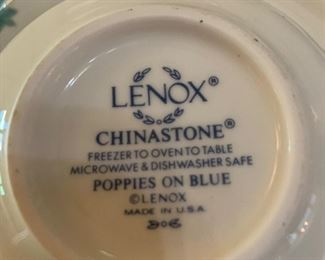 LENOX®
CHINASTONE®
FREEZER TO OVEN TO TABLE
MICROWAVE & DISHWASHER SAFE
POPPIES ON BLUE
©LENOX
MADE IN U.S.A.